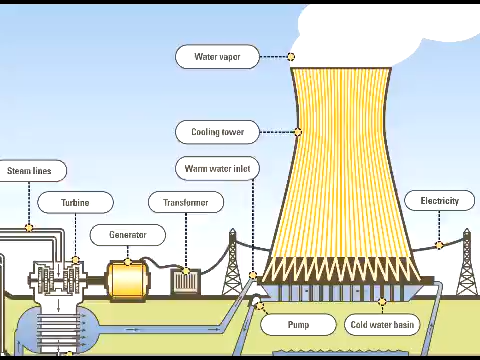 Water vapor
Cooling tower
Warm water inlet
Steam lines
Turbine
Transformer
Electricity
Generator
Pump
Cold water basin